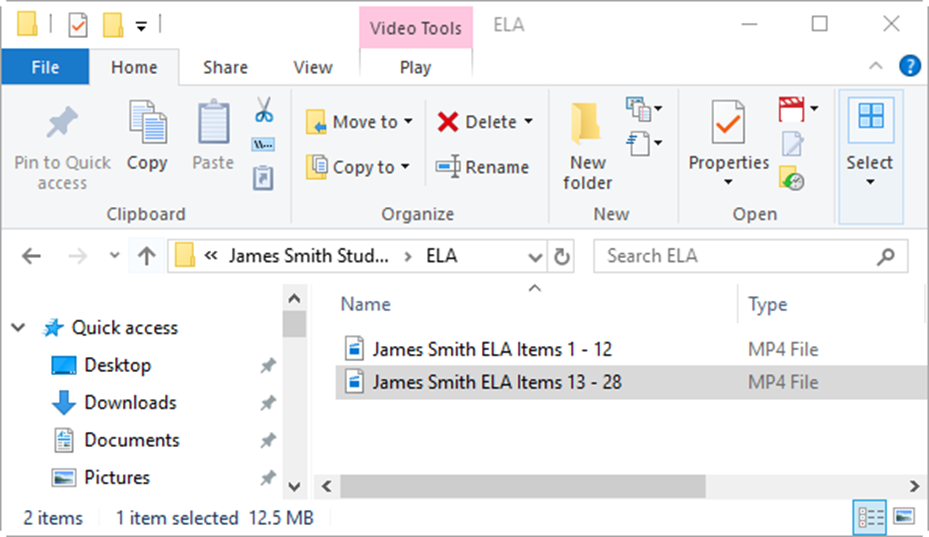 Video Tools
ELA
File
Home
Share
View
Play
?
Pin to Quick
access
Copy
Paste
W...
Move to
Copy to
Delete
Rename
New
folder
Properties
Select
Clipboard
Organize
New
Open
« James Smith Stud... › ELA
Search ELA
Name
Type
Quick access
Desktop
Downloads
Documents
Pictures
James Smith ELA Items 1 - 12
MP4 File
James Smith ELA Items 13 - 28
MP4 File
2 items
1 item selected 12.5 MB